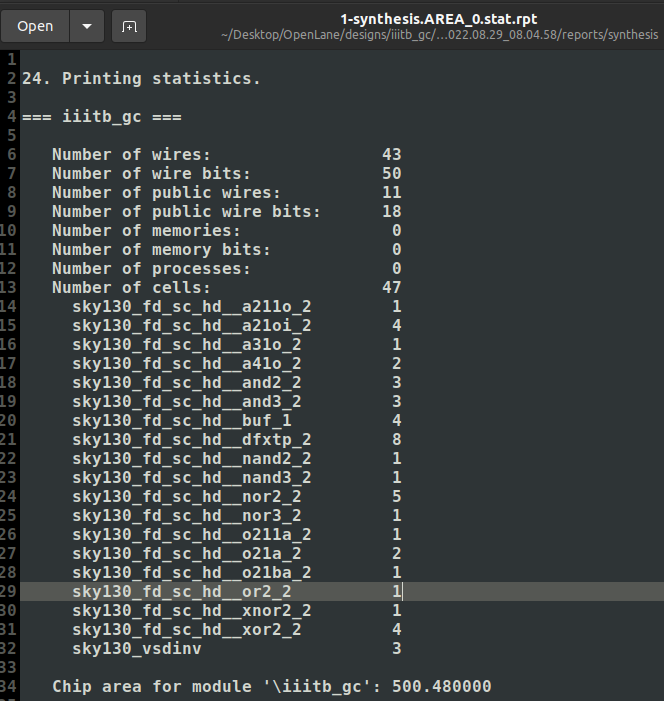 Open
1-synthesis.AREA_0.stat.rpt
~/Desktop/OpenLane/designs/iiitb_gc/...022.08.29_08.04.58/reports/synthesis
1
2 24. Printing statistics.
3
4 === iiitb_gc ===
5
6 Number of wires: 43
7 Number of wire bits: 50
8 Number of public wires: 11
9 Number of public wire bits: 18
10 Number of memories: 0
11 Number of memory bits: 0
12 Number of processes: 0
13 Number of cells: 47
14 sky130_fd_sc_hd__a211o_2 1
15 sky130_fd_sc_hd__a21oi_2 4
16 sky130_fd_sc_hd__a31o_2 1
17 sky130_fd_sc_hd__a41o_2 2
18 sky130_fd_sc_hd__and2_2 3
19 sky130_fd_sc_hd__and3_2 3
20 sky130_fd_sc_hd__buf_1 4
21 sky130_fd_sc_hd__dfxtp_2 8
22 sky130_fd_sc_hd__nand2_2 1
23 sky130_fd_sc_hd__nand3_2 1
24 sky130_fd_sc_hd__nor2_2 5
25 sky130_fd_sc_hd__nor3_2 1
26 sky130_fd_sc_hd__o211a_2 1
27 sky130_fd_sc_hd__o21a_2 2
28 sky130_fd_sc_hd__o21ba_2 1
29 sky130_fd_sc_hd__or2_2 1
30 sky130_fd_sc_hd__xnor2_2 1
31 sky130_fd_sc_hd__xor2_2 4
32 sky130_vsdinv 3
33
34 Chip area for module '\iiitb_gc': 500.480000